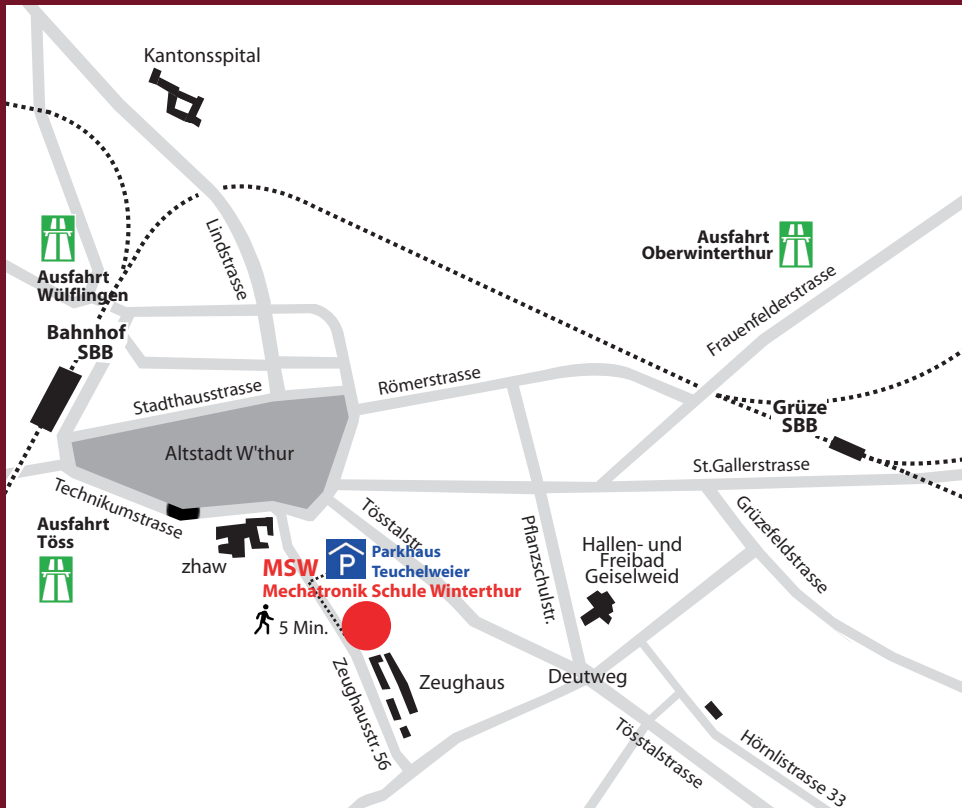 Kantonsspital
Lindstrasse
Ausfahrt
Wülflingen
Ausfahrt
Oberwinterthur
Frauenfelderstrasse
Bahnhof
SBB
Stadthausstrasse
Römerstrasse
Grüze
SBB
Altstadt W'thur
St.Gallerstrasse
Technikumstrasse
Tösstalstr.
Pflanzschulstr.
Grüzefeldstrasse
Ausfahrt
Töss
zhaw
P
Parkhaus
Teuchelweier
MSW
Mechatronik Schule Winterthur
Hallen- und
Freibad
Geiselweid
5 Min.
Zeughausstr. 56
Zeughaus
Deutweg
Tösstalstrasse
Hörnlistrasse 33